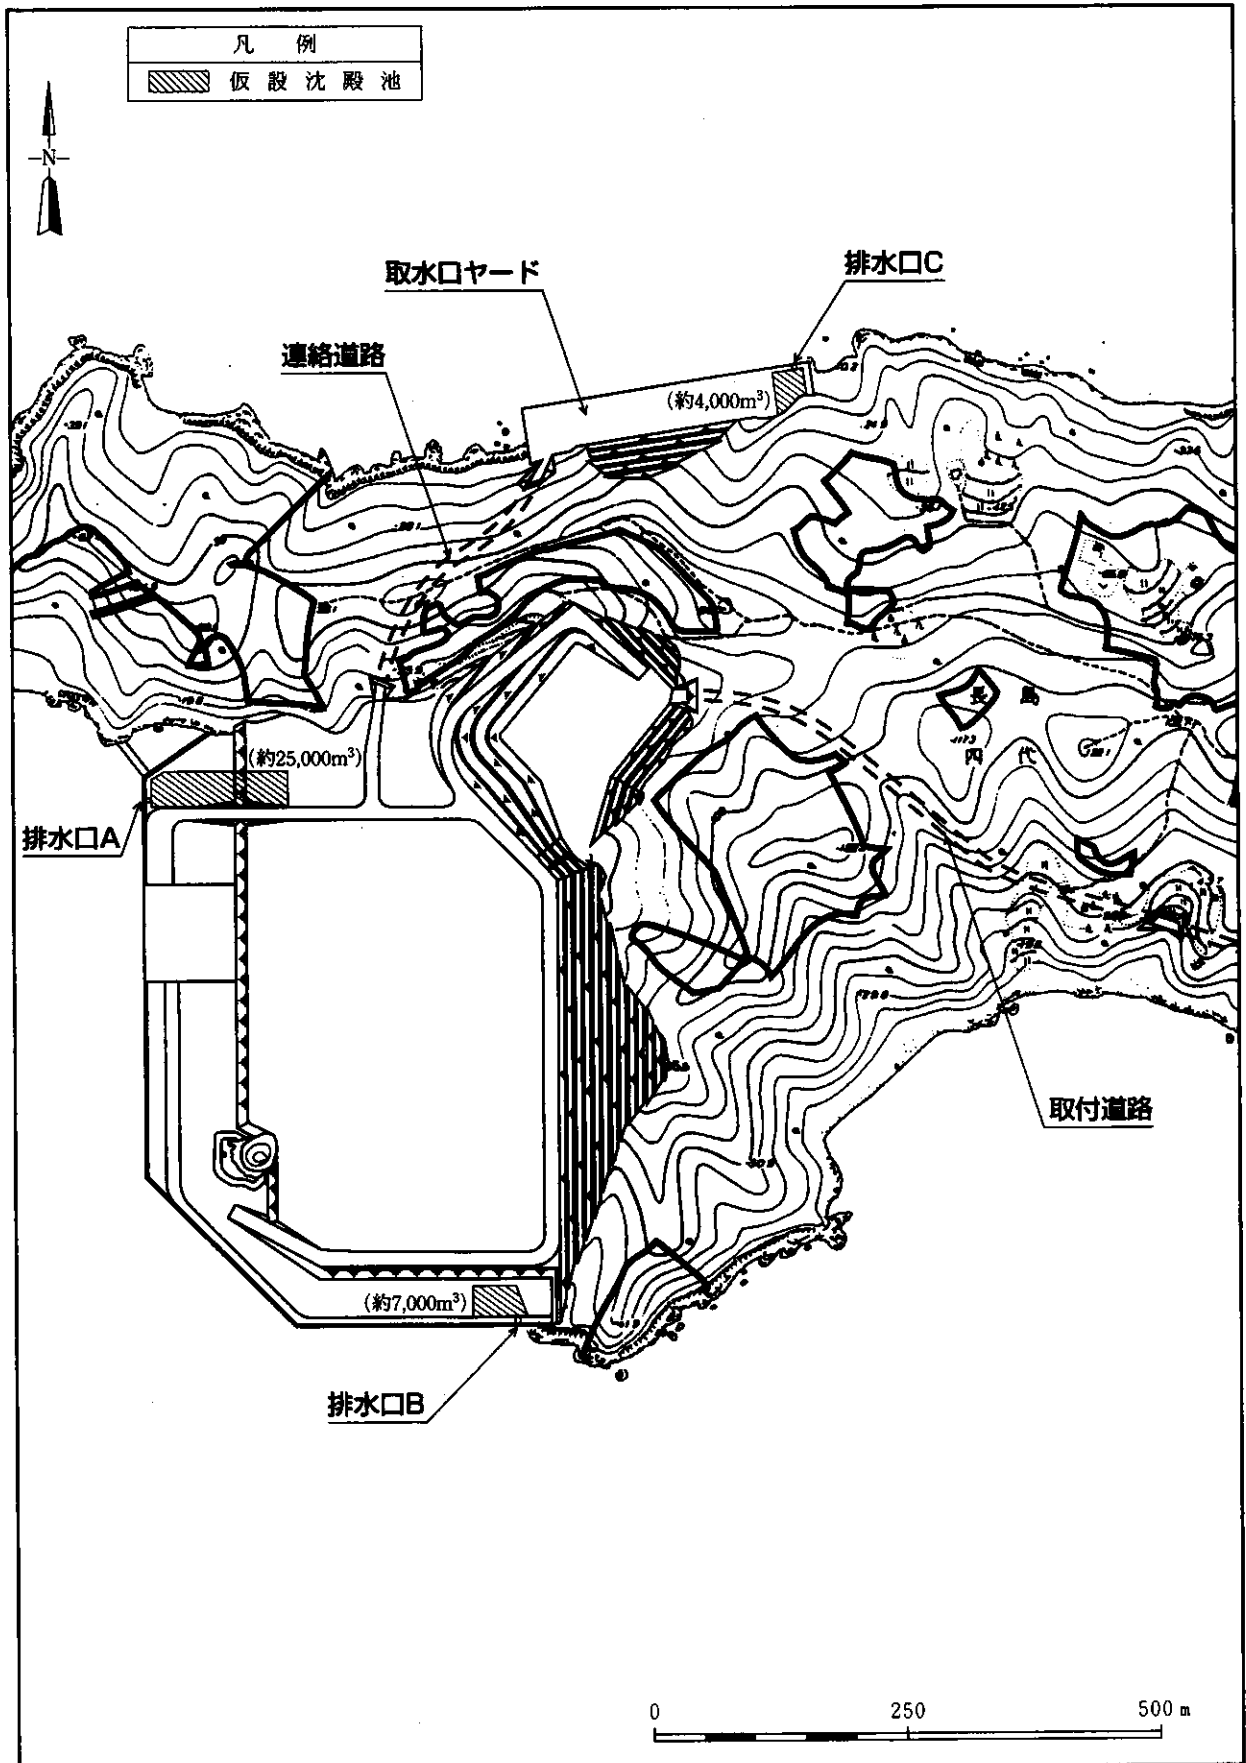 凡 例
仮 設 沈 殿 池
N
取水口ヤード
排水口C
連絡道路
(約4,000m³)
長 島
四 代
(約25,000m³)
排水口A
取付道路
(約7,000m³)
排水口B
0 250 500 m